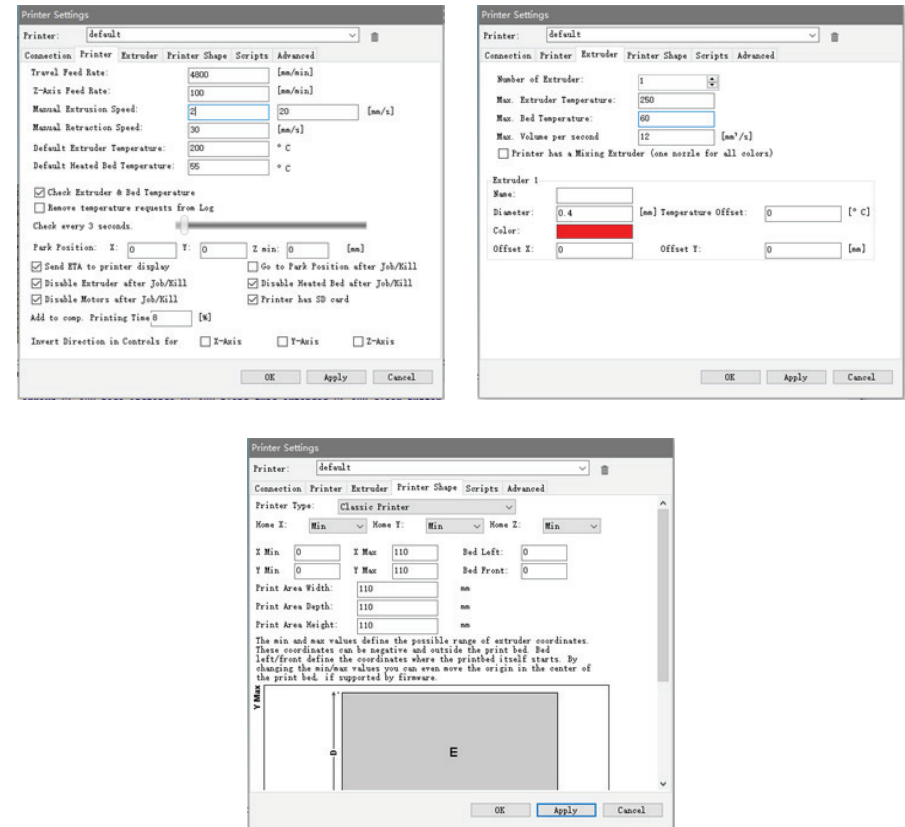 Printer Settings
Printer: default
Connection Printer Extruder Printer Shape Scripts Advanced
Travel Feed Rate: 4800 [mm/min]
Z-Axis Feed Rate: 100 [mm/min]
Manual Extrusion Speed: 2 20 [mm/s]
Manual Retraction Speed: 30 [mm/s]
Default Extruder Temperature: 200 ° C
Default Heated Bed Temperature: 55 ° C
Check Extruder & Bed Temperature
Remove temperature requests from Log
Check every 3 seconds.
Park Position: X: 0 Y: 0 Z min: 0 [mm]
Send ETA to printer display Go to Park Position after Job/Kill
Disable Extruder after Job/Kill Disable Heated Bed after Job/Kill
Disable Motors after Job/Kill Printer has SD card
Add to comp. Printing Time 8 [%]
Invert Direction in Controls for X-Axis Y-Axis Z-Axis
OK Apply Cancel
Printer Settings
Printer: default
Connection Printer Extruder Printer Shape Scripts Advanced
Number of Extruder: 1
Max. Extruder Temperature: 250
Max. Bed Temperature: 60
Max. Volume per second 12 [mm³/s]
Printer has a Mixing Extruder (one nozzle for all colors)
Extruder 1
Name:
Diameter: 0.4 [mm] Temperature Offset: 0 [° C]
Color:
Offset X: 0 Offset Y: 0 [mm]
OK Apply Cancel
Printer Settings
Printer: default
Connection Printer Extruder Printer Shape Scripts Advanced
Printer Type: Classic Printer
Home X: Min Home Y: Min Home Z: Min
X Min 0 X Max 110 Bed Left: 0
Y Min 0 Y Max 110 Bed Front: 0
Print Area Width: 110 mm
Print Area Depth: 110 mm
Print Area Height: 110 mm
The min and max values define the possible range of extruder coordinates.
These coordinates can be negative and outside the print bed. Bed
left/front define the coordinates where the printbed itself starts. By
changing the min/max values you can even move the origin in the center of
the print bed, if supported by firmware.
Y Max
D
E
OK Apply Cancel